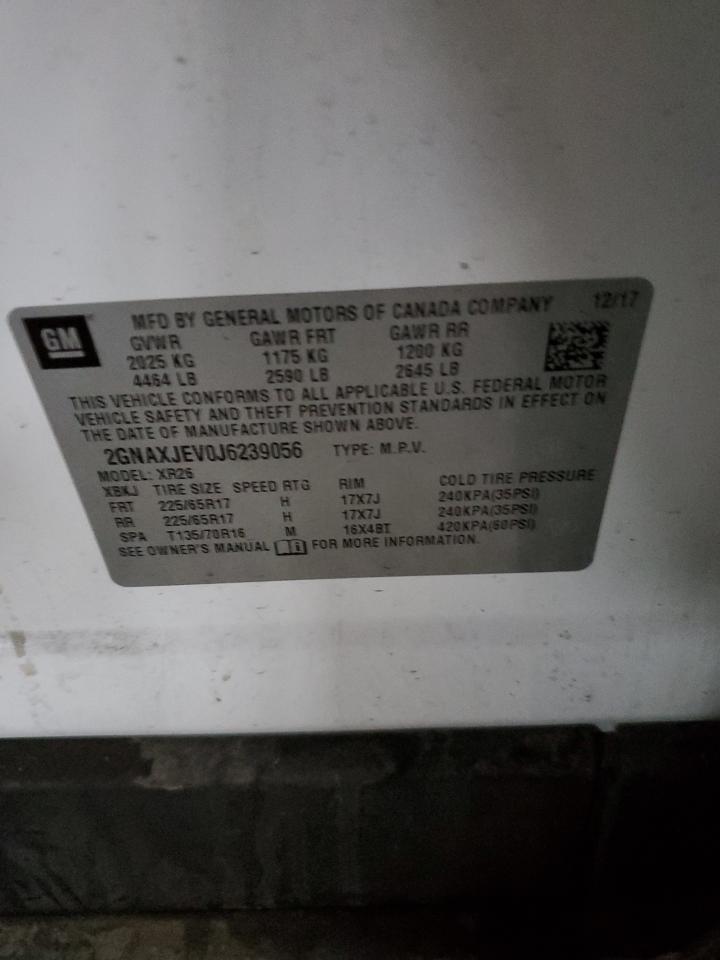 GM
MFD BY GENERAL MOTORS OF CANADA COMPANY 12/17
GVWR GAWR FRT GAWR RR
2025 KG 1175 KG 1200 KG
4464 LB 2590 LB 2645 LB
THIS VEHICLE CONFORMS TO ALL APPLICABLE U.S. FEDERAL MOTOR
VEHICLE SAFETY AND THEFT PREVENTION STANDARDS IN EFFECT ON
THE DATE OF MANUFACTURE SHOWN ABOVE.
2GNAXJEV0J6239056 TYPE: M.P.V.
MODEL: XR26
XBKJ TIRE SIZE SPEED RTG RIM COLD TIRE PRESSURE
FRT 225/65R17 H 17X7J 240KPA(35PSI)
RR 225/65R17 H 17X7J 240KPA(35PSI)
SPA T135/70R16 M 16X4BT 420KPA(60PSI)
SEE OWNER'S MANUAL FOR MORE INFORMATION.